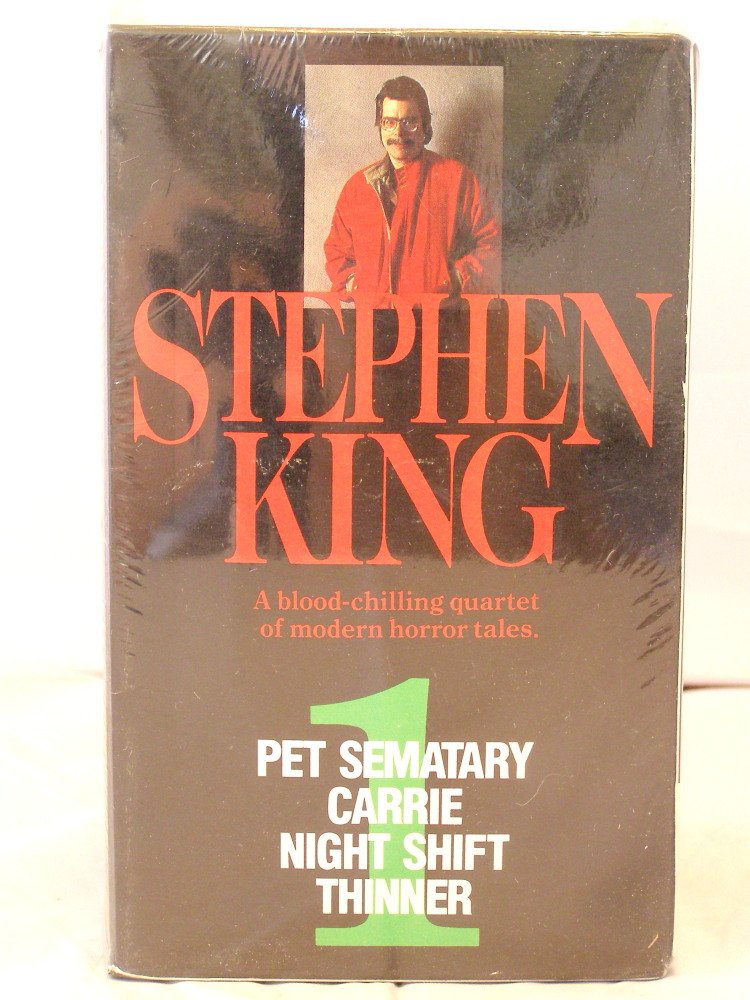 STEPHEN
KING
A blood-chilling quartet
of modern horror tales.
1
PET SEMATARY
CARRIE
NIGHT SHIFT
THINNER